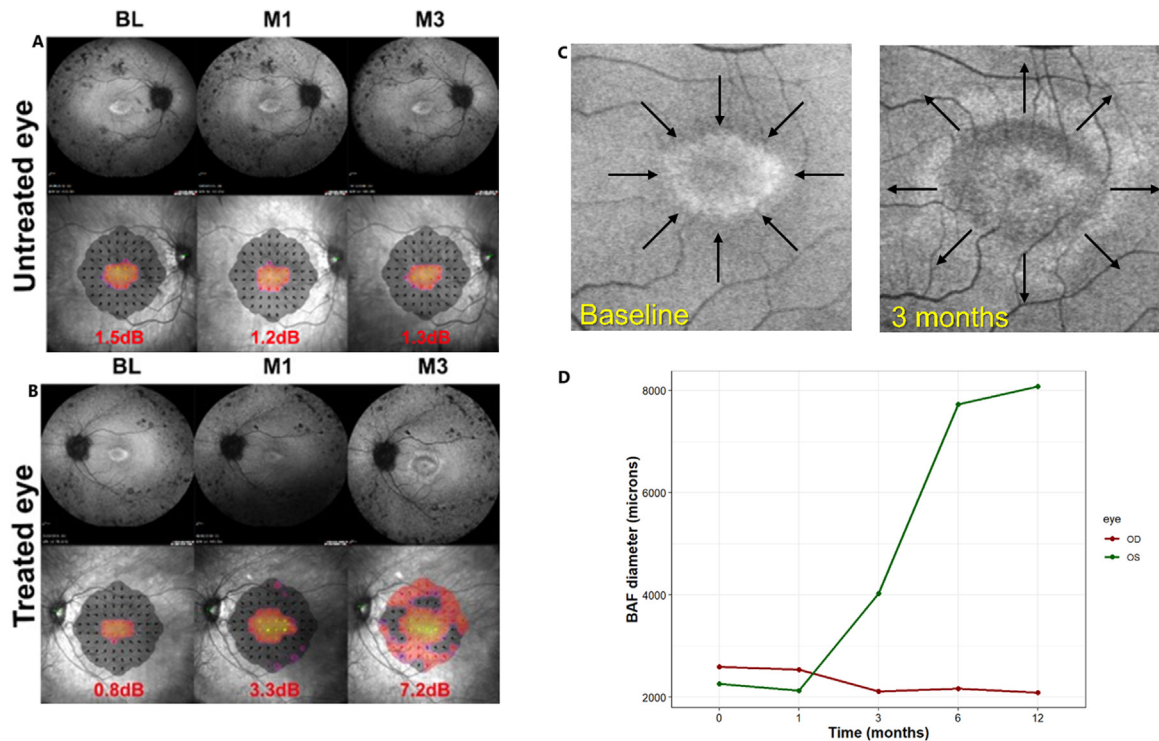 A
BL M1 M3
Untreated eye
1.5dB 1.2dB 1.3dB
B
BL M1 M3
Treated eye
0.8dB 3.3dB 7.2dB
C
Baseline
3 months
D
BAF diameter (microns)
8000
6000
4000
2000
0 1 3 6 12
Time (months)
eye
OD
OS